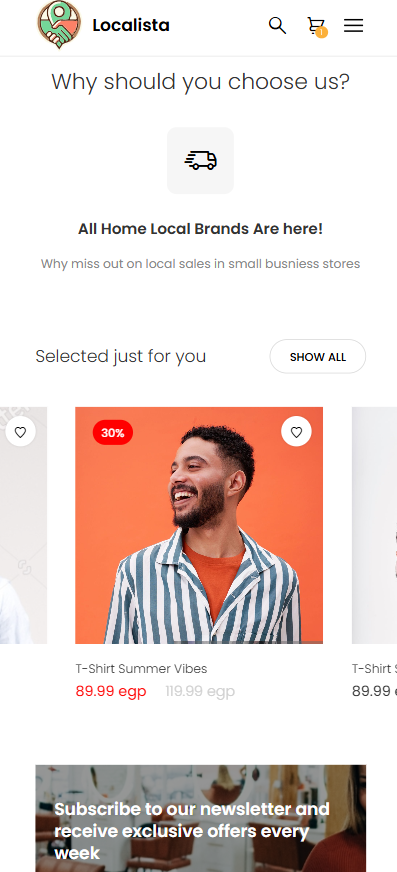 Localista
1
Why should you choose us?
All Home Local Brands Are here!
Why miss out on local sales in small busniess stores
Selected just for you
SHOW ALL
30%
T-Shirt Summer Vibes
T-Shirt
89.99 egp
119.99 egp
89.99
Subscribe to our newsletter and
receive exclusive offers every
week